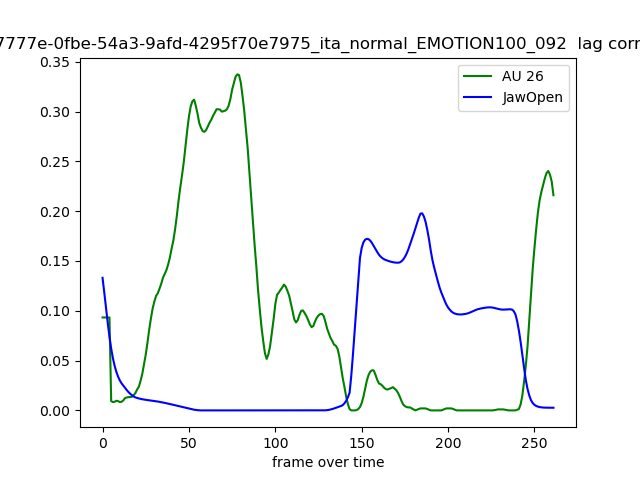 7777e-0fbe-54a3-9afd-4295f70e7975_ita_normal_EMOTION100_092 lag corr
0.35
0.30
0.25
0.20
0.15
0.10
0.05
0.00
AU 26
JawOpen
0 50 100 150 200 250
frame over time